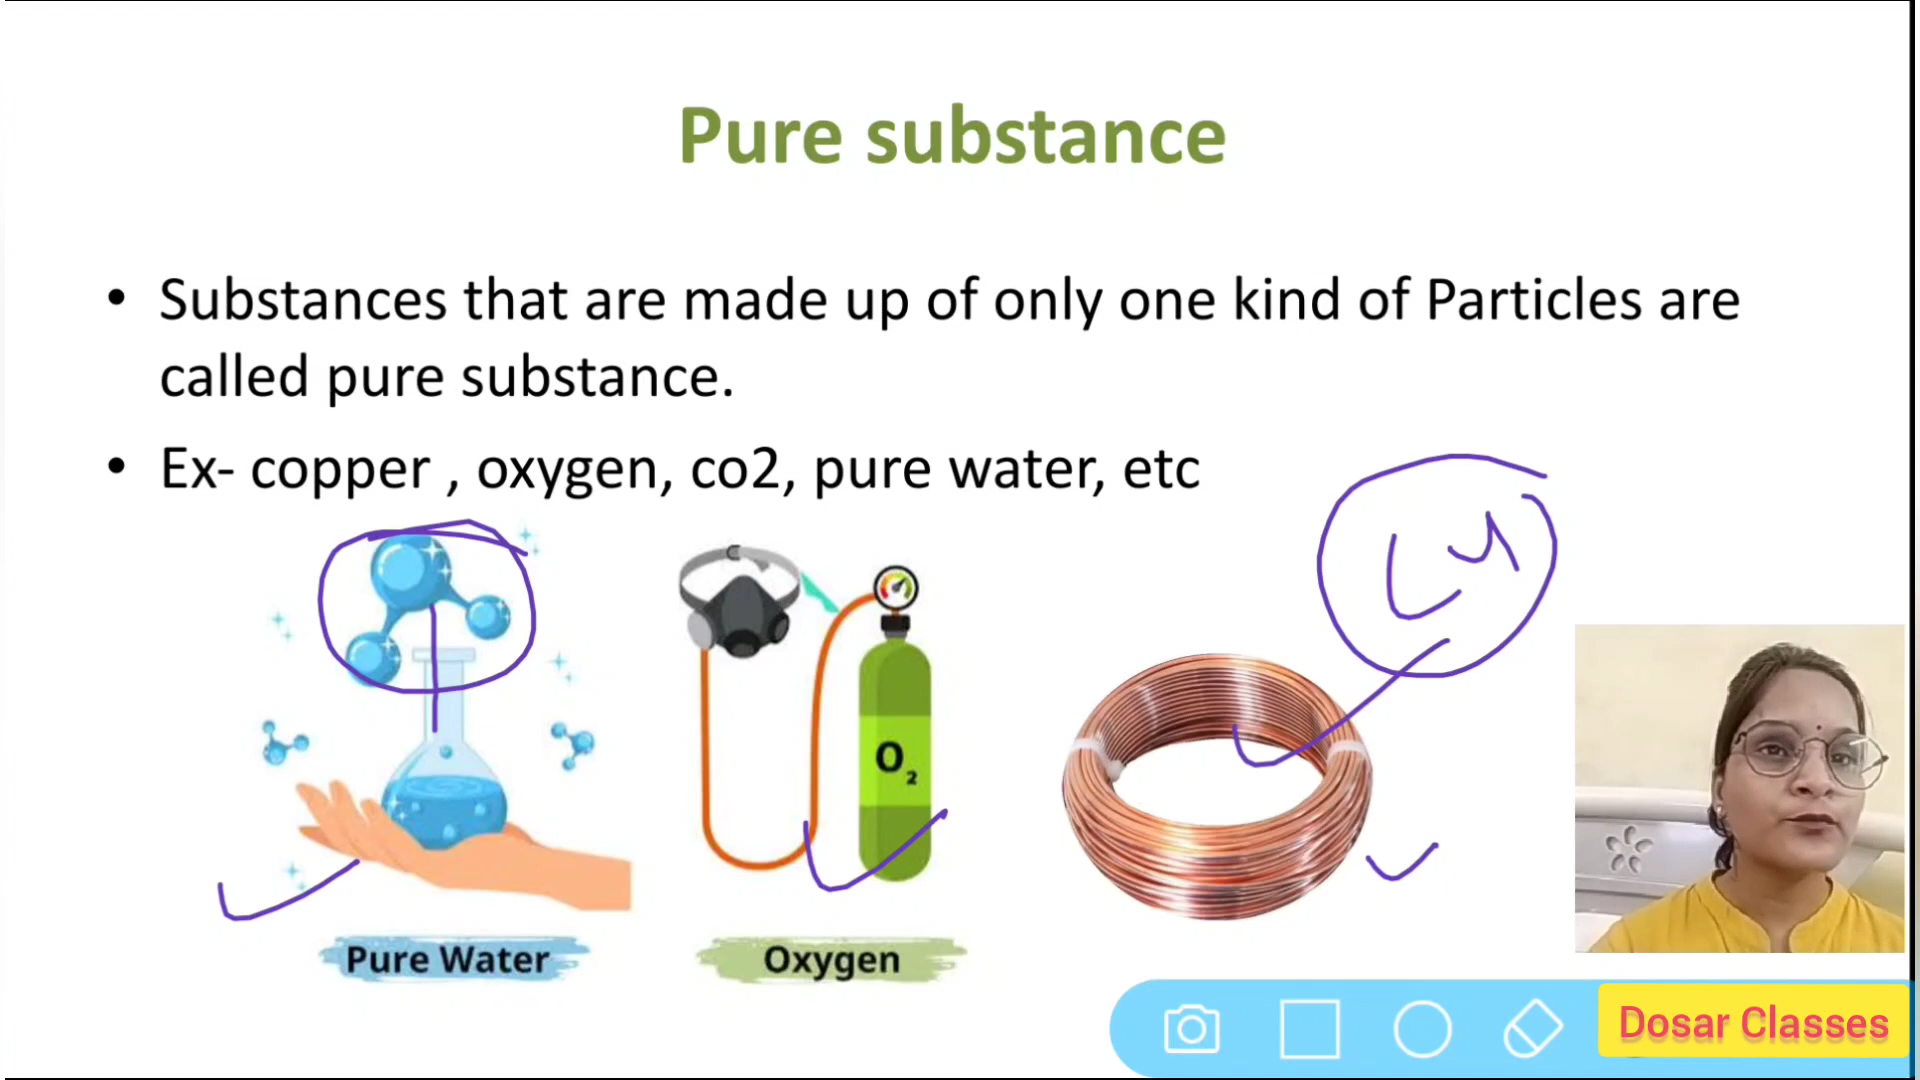 Pure substance
• Substances that are made up of only one kind of Particles are
called pure substance.
• Ex- copper , oxygen, co2, pure water, etc
O₂
Pure Water
Oxygen
Dosar Classes